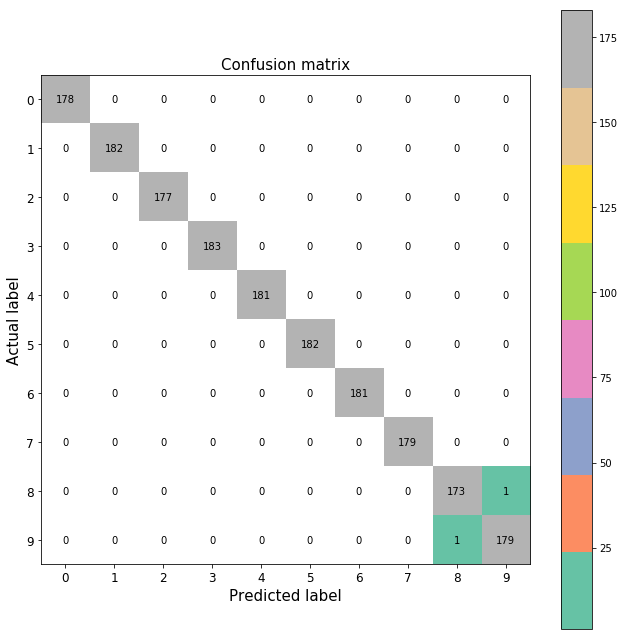 Confusion matrix
0 178 0 0 0 0 0 0 0 0 0
1 0 182 0 0 0 0 0 0 0 0
2 0 0 177 0 0 0 0 0 0 0
3 0 0 0 183 0 0 0 0 0 0
4 0 0 0 0 181 0 0 0 0 0
5 0 0 0 0 0 182 0 0 0 0
6 0 0 0 0 0 0 181 0 0 0
7 0 0 0 0 0 0 0 179 0 0
8 0 0 0 0 0 0 0 0 173 1
9 0 0 0 0 0 0 0 0 1 179
0 1 2 3 4 5 6 7 8 9
Predicted label
Actual label
175
150
125
100
75
50
25